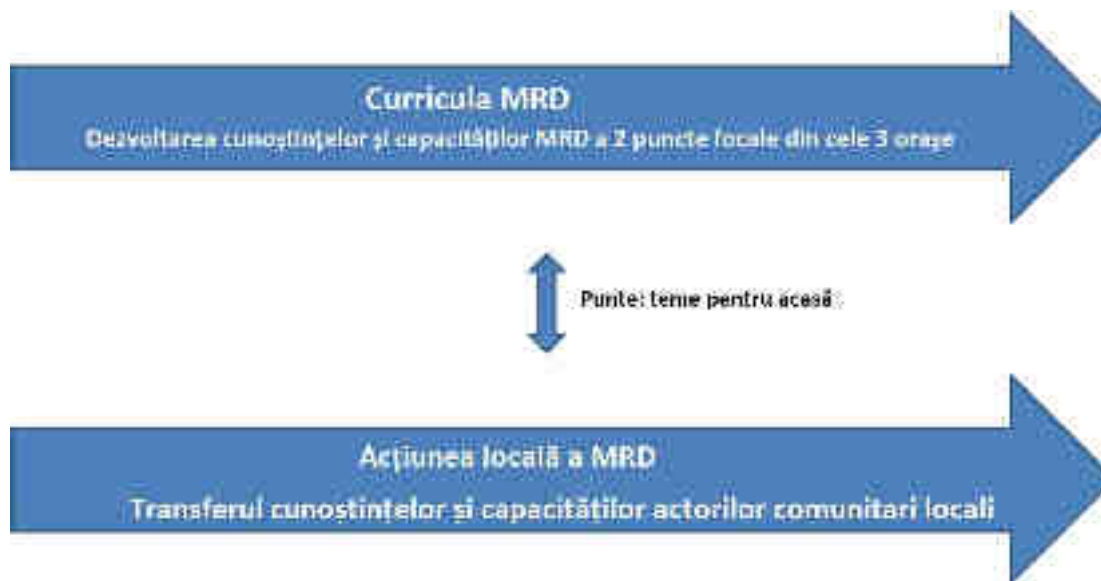 Curricula MRD
Dezvoltarea cunoștințelor și capacităților MRD a 2 puncte locale din cele 3 orașe
Punte: teme pentru acasă
Acțiunea locală a MRD
Transferul cunoștințelor și capacităților actorilor comunitari locali